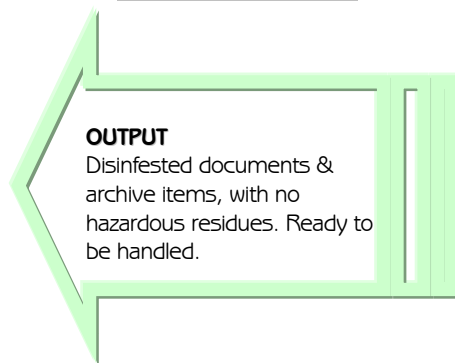 OUTPUT
Disinfested documents &
archive items, with no
hazardous residues. Ready to
be handled.